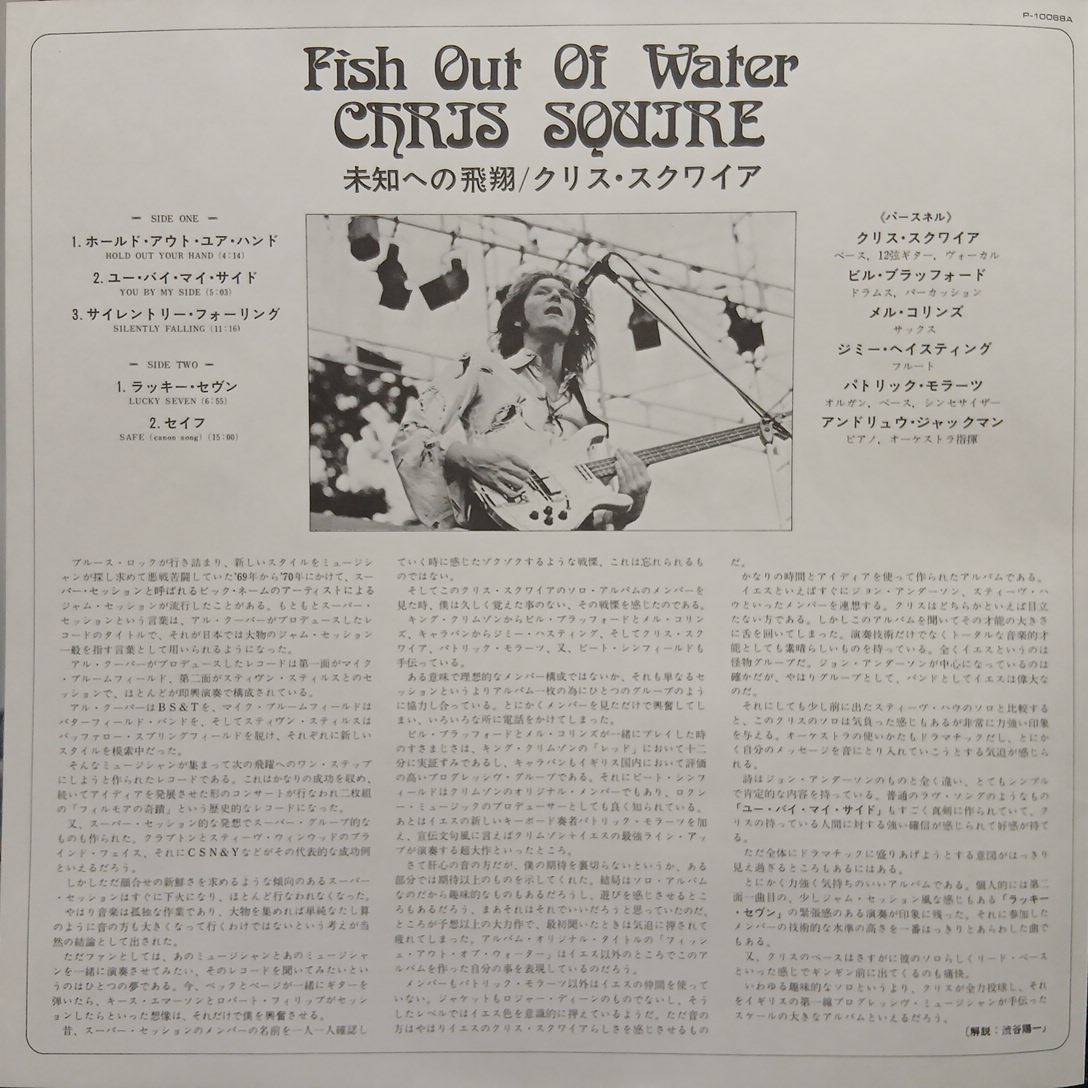 P-10068A
Fish Out Of Water
CHRIS SQUIRE
未知への飛翔/クリス・スクワイア
— SIDE ONE —
1.ホールド・アウト・ユア・ハンド
HOLD OUT YOUR HAND (4:14)
2.ユー・バイ・マイ・サイド
YOU BY MY SIDE (5:03)
3.サイレントリー・フォーリング
SILENTLY FALLING (11:16)
— SIDE TWO —
1.ラッキー・セヴン
LUCKY SEVEN (6:55)
2.セイフ
SAFE (canon song) (15:00)
《パースネル》
クリス・スクワイア
ベース, 12弦ギター, ヴォーカル
ビル・ブラッフォード
ドラムス, パーカッション
メル・コリンズ
サックス
ジミー・ヘイスティング
フルート
パトリック・モラーツ
オルガン, ベース, シンセサイザー
アンドリュウ・ジャックマン
ピアノ, オーケストラ指揮
ブルース・ロックが行き詰まり、新しいスタイルをミュージシ
ャンが探し求めて悪戦苦闘していた'69年から'70年にかけて、スー
パー・セッションと呼ばれるビック・ネームのアーティストによる
ジャム・セッションが流行したことがある。もともとスーパー・
セッションという言葉は、アル・クーパーがプロデュースしたレ
コードのタイトルで、それが日本では大物のジャム・セッション
一般を指す言葉として用いられるようになった。
アル・クーパーがプロデュースしたレコードは第一面がマイク
・ブルームフィールド、第二面がスティヴン・スティルスとのセ
ッションで、ほとんどが即興演奏で構成されている。
アル・クーパーはBS&Tを、マイク・ブルームフィールドは
バターフィールド・バンドを、そしてスティヴン・スティルスは
バッファロー・スプリングフィールドを脱け、それぞれに新しい
スタイルを模索中だった。
そんなミュージシャンが集まって次の飛躍へのワン・ステップ
にしようと作られたレコードである。これはかなりの成功を収め、
続いてアイディアを発展させた形のコンサートが行なわれ二枚組
の「フィルモアの奇蹟」という歴史的なレコードになった。
又、スーパー・セッション的な発想でスーパー・グループ的な
ものも作られた。クラプトンとスティーヴ・ウィンウッドのブラ
インド・フェイス、それにCSN&Yなどがその代表的な成功例
といえるだろう。
しかしただ顔合せの新鮮さを求めるような傾向のあるスーパー
・セッションはすぐに下火になり、ほとんど行なわれなくなった。
やはり音楽は孤独な作業であり、大物を集めれば単純なたし算
のように音の方も大きくなって行くわけではないという考えが当
然の結論として出された。
ただファンとしては、あのミュージシャンとあのミュージシャ
ンを一緒に演奏させてみたい、そのレコードを聞いてみたいとい
うのはひとつの夢である。今、ベックとページが一緒にギターを
弾いたら、キース・エマーソンとロバート・フィリップがセッシ
ョンしたらといった想像は、それだけで僕を興奮させる。
昔、スーパー・セッションのメンバーの名前を一人一人確認し
ていく時に感じたゾクゾクするような戦慄、これは忘れられるも
のではない。
そしてこのクリス・スクワイアのソロ・アルバムのメンバーを
見た時、僕は久しく覚えた事のない、その戦慄を感じたのである。
キング・クリムゾンからビル・ブラッフォードとメル・コリン
ズ、キャラバンからジミー・ハスティング、そしてクリス・スク
ワイア、パトリック・モラーツ、又、ピート・シンフィールドも
手伝っている。
ある意味で理想的なメンバー構成ではないか、それも単なるセ
ッションというよりアルバム一枚の為にひとつのグループのよう
に協力し合っている。とにかくメンバーを見ただけで興奮してし
まい、いろいろな所に電話をかけてしまった。
ビル・ブラッフォードとメル・コリンズが一緒にプレイした時
のすさまじさは、キング・クリムゾンの「レッド」において十二
分に実証ずみであるし、キャラバンもイギリス国内において評価
の高いプログレッシヴ・グループである。それにピート・シンフ
ィールドはクリムゾンのオリジナル・メンバーでもあり、ロクシ
ー・ミュージックのプロデューサーとしても良く知られている。
あとはイエスの新しいキーボード奏者パトリック・モラーツを加
え、宣伝文句風に言えばクリムゾン+イエスの最強ライン・アッ
プが演奏する超大作といったところ。
さて肝心の音の方だが、僕の期待を裏切らないというか、ある
部分では期待以上のものを示してくれた。結局はソロ・アルバム
なのだから趣味的なものもあるだろうし、遊びを感じさせるとこ
ろもあるだろう、まあそれはそれでいいだろうと思っていたのだ。
ところが予想以上の大力作で、最初聞いたときは気迫に押されて
疲れてしまった。アルバム・オリジナル・タイトルの「フィッシ
ュ・アウト・オブ・ウォーター」はイエス以外のところでこのア
ルバムを作った自分の事を表現しているのだろう。
メンバーもパトリック・モラーツ以外はイエスの仲間を使って
いない。ジャケットもロジャー・ディーンのものでないし、そう
したレベルではイエス色を意識的に押えているようだ。ただ音の
方はやはりイエスのクリス・スクワイアらしさを感じさせるもの
だ。
かなりの時間とアイディアを使って作られたアルバムである。
イエスといえばすぐにジョン・アンダーソン、スティーヴ・ハ
ウといったメンバーを連想する。クリスはどちらかといえば目立
たない方である。しかしこのアルバムを聞いてその才能の大きさ
に舌を回いてしまった。演奏技術だけでなくトータルな音楽的才
能としても素晴らしいものを持っている。全くイエスというのは
怪物グループだ。ジョン・アンダーソンが中心になっているのは
確かだが、やはりグループとして、バンドとしてイエスは偉大な
のだ。
それにしても少し前に出たスティーブ・ハウのソロと比較する
と、このクリスのソロは気負った感じもあるが非常に力強い印象
を与える。オーケストラの使いかたもドラマチックだし、とにか
く自分のメッセージを音にとり入れていこうとする気迫が感じら
れる。
詩はジョン・アンダーソンのものと全く違い、とてもシンプル
で肯定的な内容を持っている。普通のラヴ・ソングのようなもの
「ユー・バイ・マイ・サイド」もすごく真剣に作られていて、ク
リスの持っている人間に対する強い確信が感じられて好感が持て
る。
ただ全体にドラマチックに盛りあげようとする意図がはっきり
見え過ぎるところもあるにはある。
とにかく力強く気持ちのいいアルバムである。個人的には第二
面一曲目の、少しジャム・セッション風な感じもある「ラッキー
・セヴン」の緊張感のある演奏が印象に残った。それに参加した
メンバーの技術的な水準の高さを一番はっきりとあらわした曲で
もある。
又、クリスのベースはさすがに彼のソロらしくリード・ベース
といった感じでギンギン前に出てくるのも痛快。
いわゆる趣味的なソロというより、クリスが全力投球し、それ
をイギリスの第一線プログレッシヴ・ミュージシャンが手伝った
スケールの大きなアルバムといえるだろう。
(解説：渋谷陽一)